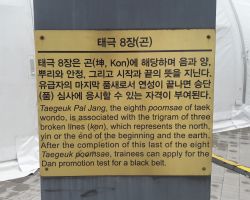 태극 8장(곤)
태극 8장은 곤(坤, Kon)에 해당하며 음과 양,
뿌리와 안정, 그리고 시작과 끝의 뜻을 지닌다.
유급자의 마지막 품새로서 연성이 끝나면 승단
(품) 심사에 응시할 수 있는 자격이 부여된다.
Taegeuk Pal Jang, the eighth poomsae of taek
wondo, is associated with the trigram of three
broken lines (kon), which represents the north,
yin or the end of the beginning and the earth.
After the completion of this last of the eight
Taegeuk poomsae, trainees can apply for the
Dan promotion test for a black belt.